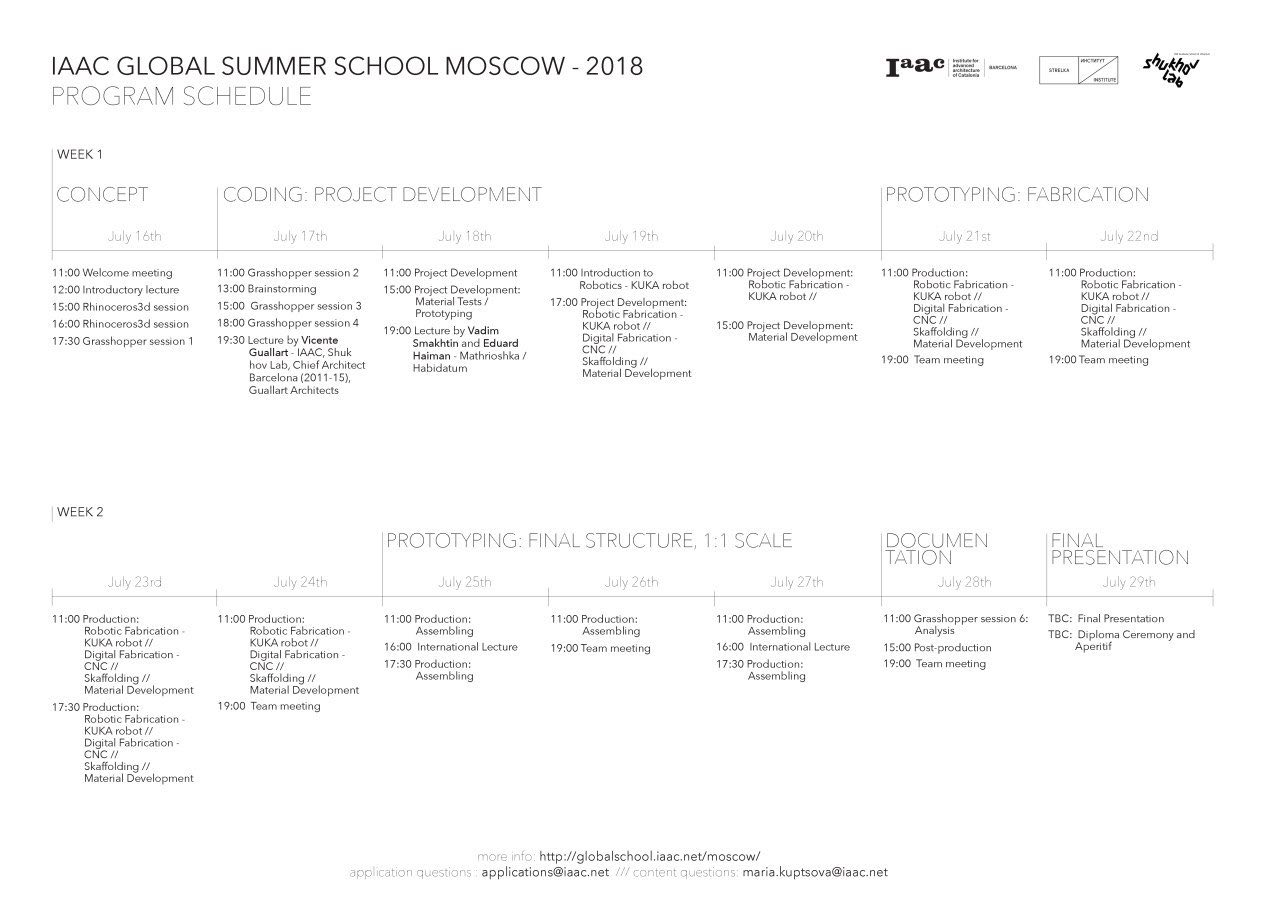 IAAC GLOBAL SUMMER SCHOOL MOSCOW - 2018
PROGRAM SCHEDULE
Iaac
Institute for
advanced
architecture
of Catalonia
BARCELONA
STRELKA
ИНСТИТУТ
INSTITUTE
shukhov
lab
WEEK 1
CONCEPT
CODING: PROJECT DEVELOPMENT
PROTOTYPING: FABRICATION
July 16th
July 17th
July 18th
July 19th
July 20th
July 21st
July 22nd
11:00 Welcome meeting
12:00 Introductory lecture
15:00 Rhinoceros3d session
16:00 Rhinoceros3d session
17:30 Grasshopper session 1
11:00 Grasshopper session 2
13:00 Brainstorming
15:00 Grasshopper session 3
18:00 Grasshopper session 4
19:30 Lecture by Vicente
Guallart - IAAC, Shuk
hov Lab, Chief Architect
Barcelona (2011-15),
Guallart Architects
11:00 Project Development
15:00 Project Development:
Material Tests /
Prototyping
19:00 Lecture by Vadim
Smakhtin and Eduard
Haiman - Mathrioshka /
Habidatum
11:00 Introduction to
Robotics - KUKA robot
17:00 Project Development:
Robotic Fabrication -
KUKA robot //
Digital Fabrication -
CNC //
Skaffolding //
Material Development
11:00 Project Development:
Robotic Fabrication -
KUKA robot //
15:00 Project Development:
Material Development
11:00 Production:
Robotic Fabrication -
KUKA robot //
Digital Fabrication -
CNC //
Skaffolding //
Material Development
19:00 Team meeting
11:00 Production:
Robotic Fabrication -
KUKA robot //
Digital Fabrication -
CNC //
Skaffolding //
Material Development
19:00 Team meeting
WEEK 2
PROTOTYPING: FINAL STRUCTURE, 1:1 SCALE
DOCUMEN
TATION
FINAL
PRESENTATION
July 23rd
July 24th
July 25th
July 26th
July 27th
July 28th
July 29th
11:00 Production:
Robotic Fabrication -
KUKA robot //
Digital Fabrication -
CNC //
Skaffolding //
Material Development
17:30 Production:
Robotic Fabrication -
KUKA robot //
Digital Fabrication -
CNC //
Skaffolding //
Material Development
11:00 Production:
Robotic Fabrication -
KUKA robot //
Digital Fabrication -
CNC //
Skaffolding //
Material Development
19:00 Team meeting
11:00 Production:
Assembling
16:00 International Lecture
17:30 Production:
Assembling
11:00 Production:
Assembling
19:00 Team meeting
11:00 Production:
Assembling
16:00 International Lecture
17:30 Production:
Assembling
11:00 Grasshopper session 6:
Analysis
15:00 Post-production
19:00 Team meeting
TBC: Final Presentation
TBC: Diploma Ceremony and
Aperitif
more info: http://globalschool.iaac.net/moscow/
application questions : applications@iaac.net /// content questions: maria.kuptsova@iaac.net